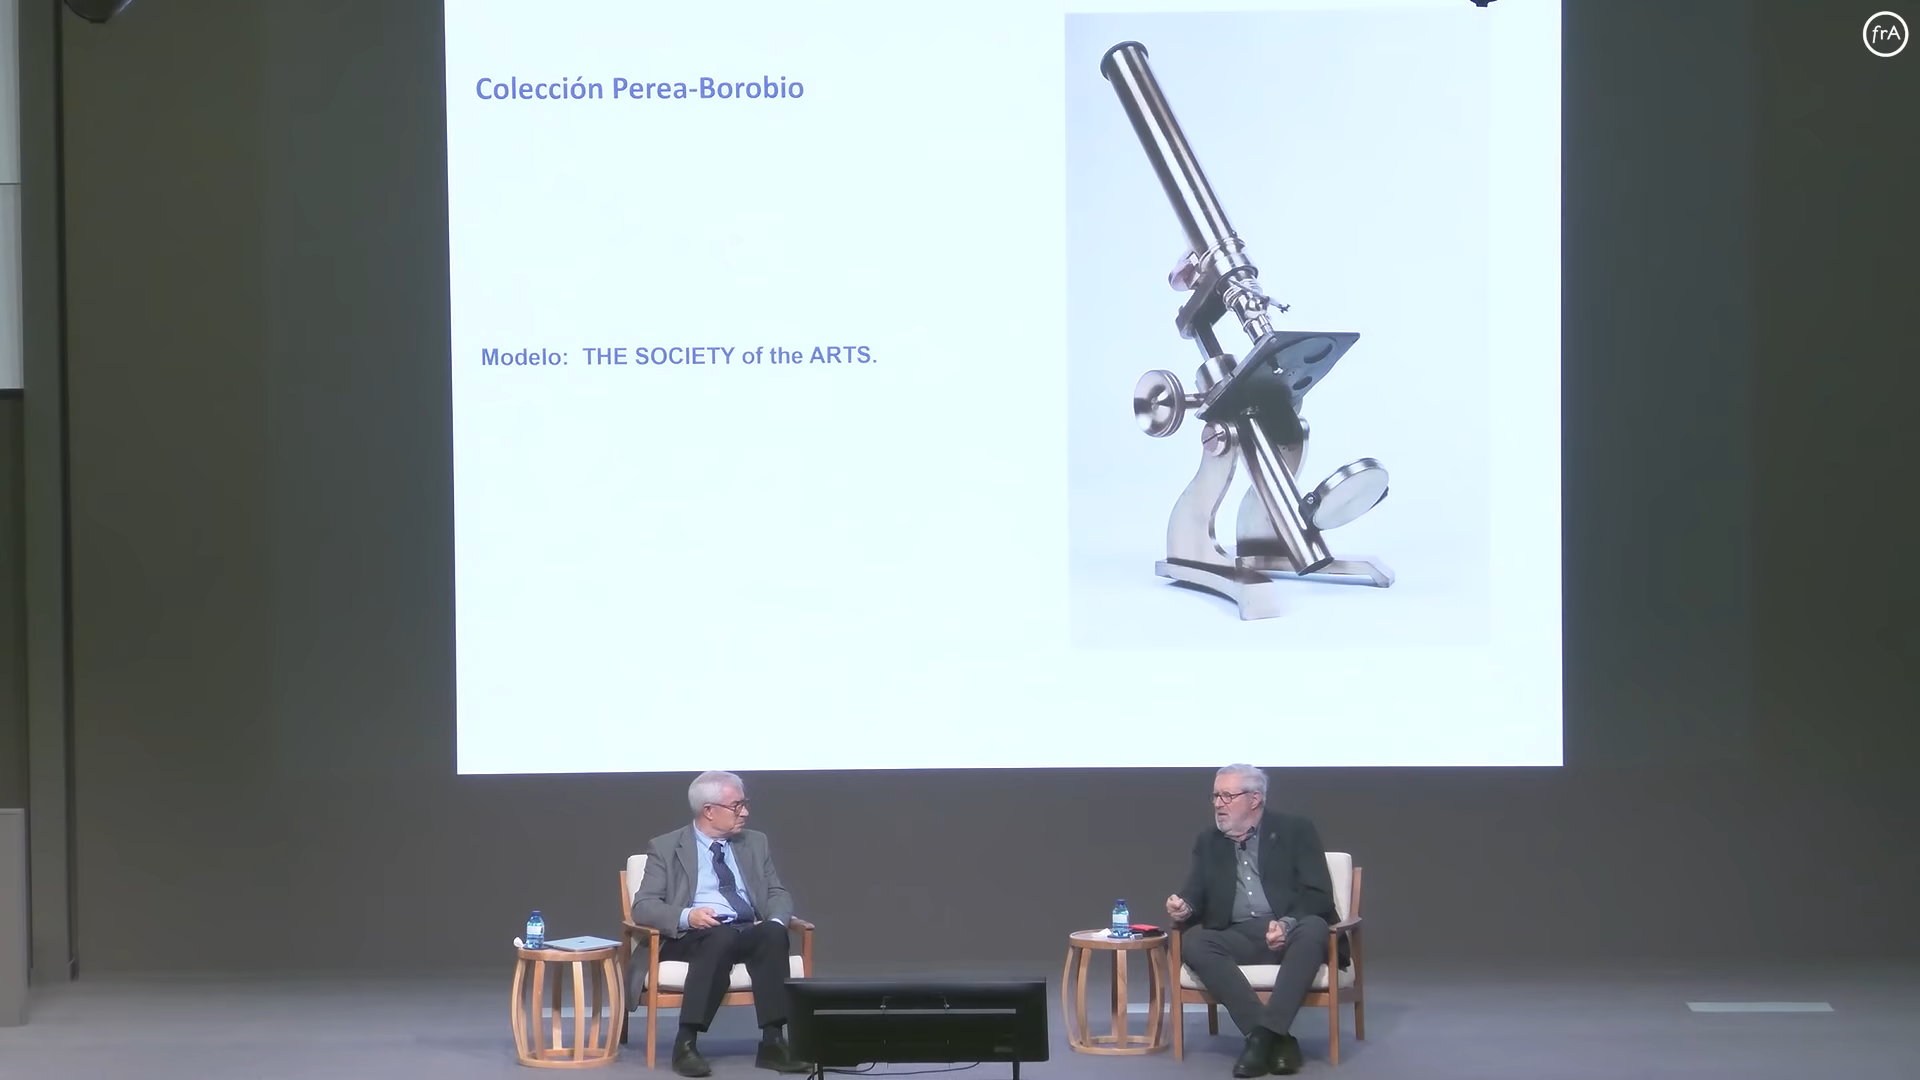 frA
Colección Perea-Borobio
Modelo: THE SOCIETY of the ARTS.